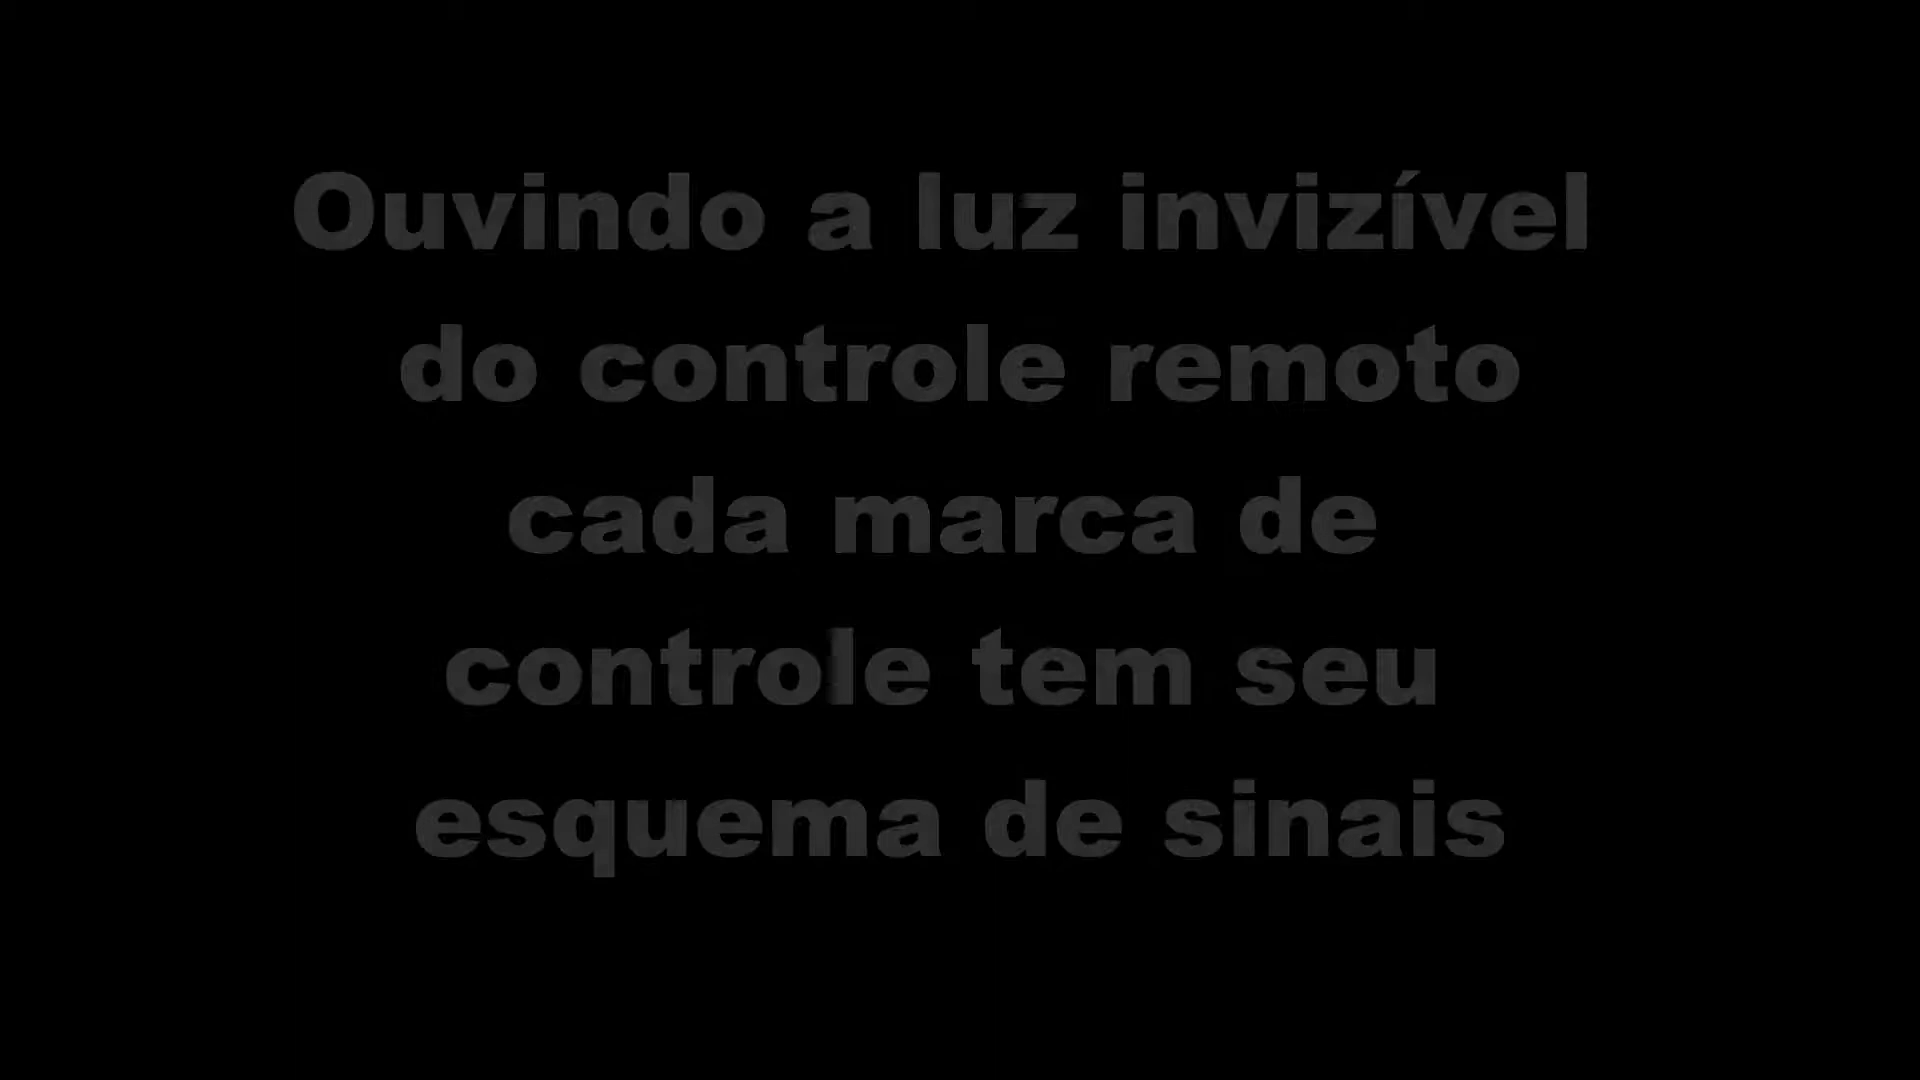 Ouvindo a luz invizível
do controle remoto
cada marca de
controle tem seu
esquema de sinais